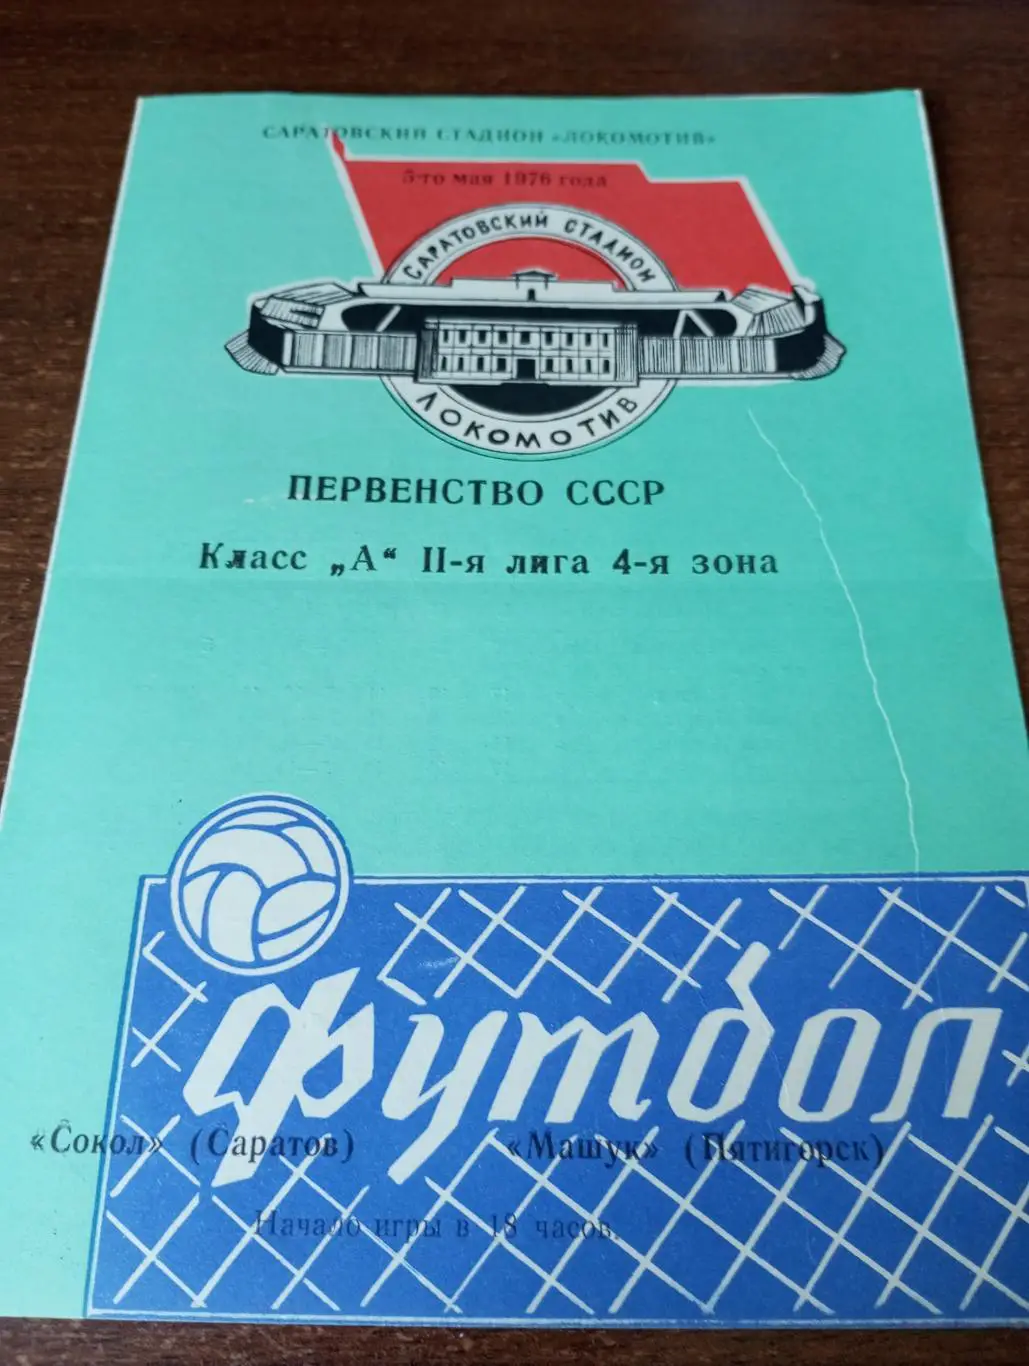 САРАТОВСКИЙ СТАДИОН «ЛОКОМОТИВ»
5-го мая 1976 года
САРАТОВСКИЙ СТАДИОН
ЛОКОМОТИВ
ПЕРВЕНСТВО СССР
Класс „А“ II-я лига 4-я зона
Футбол
«Сокол» (Саратов) «Машук» (Пятигорск)
Начало игры в 18 часов.